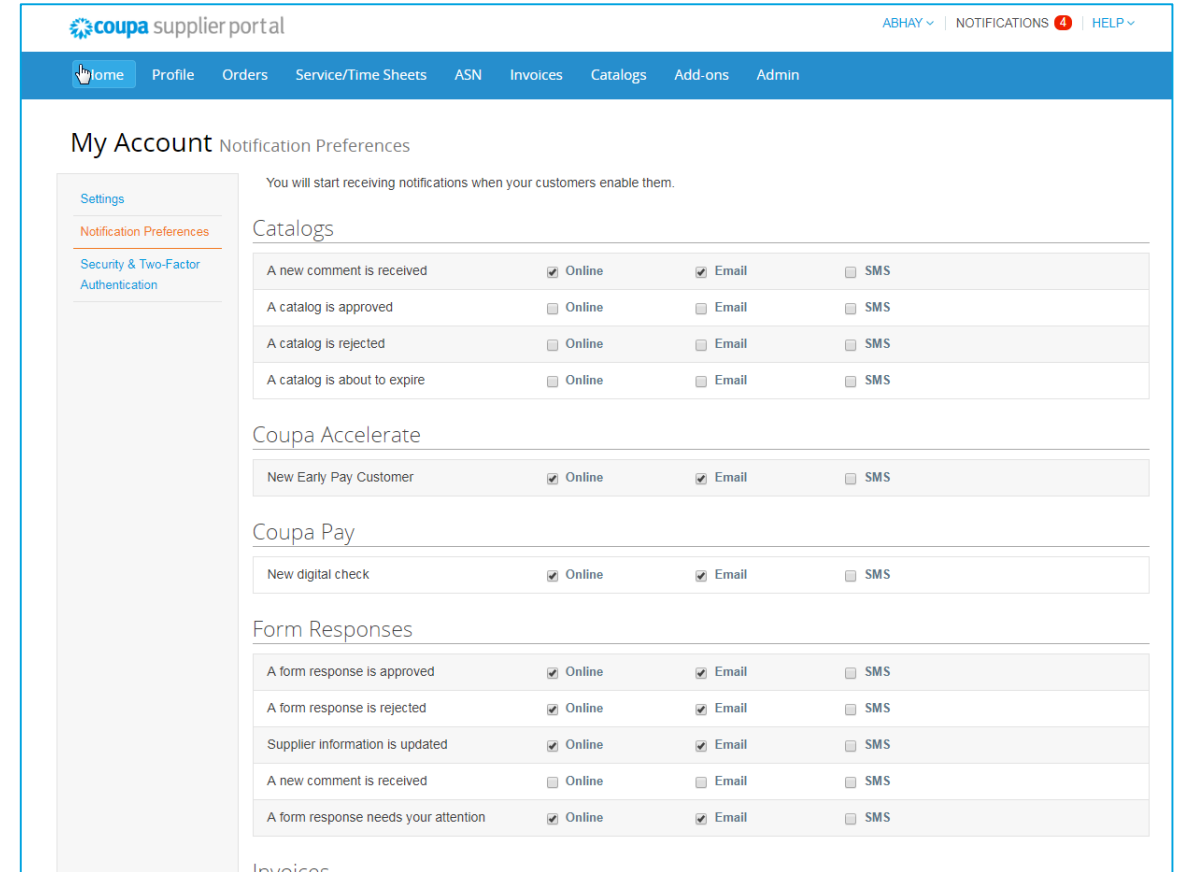 coupa supplier portal
ABHAY NOTIFICATIONS 4 HELP
Home Profile Orders Service/Time Sheets ASN Invoices Catalogs Add-ons Admin
My Account Notification Preferences
Settings
Notification Preferences
Security & Two-Factor
Authentication
You will start receiving notifications when your customers enable them.
Catalogs
A new comment is received Online Email SMS
A catalog is approved Online Email SMS
A catalog is rejected Online Email SMS
A catalog is about to expire Online Email SMS
Coupa Accelerate
New Early Pay Customer Online Email SMS
Coupa Pay
New digital check Online Email SMS
Form Responses
A form response is approved Online Email SMS
A form response is rejected Online Email SMS
Supplier information is updated Online Email SMS
A new comment is received Online Email SMS
A form response needs your attention Online Email SMS
Invoices